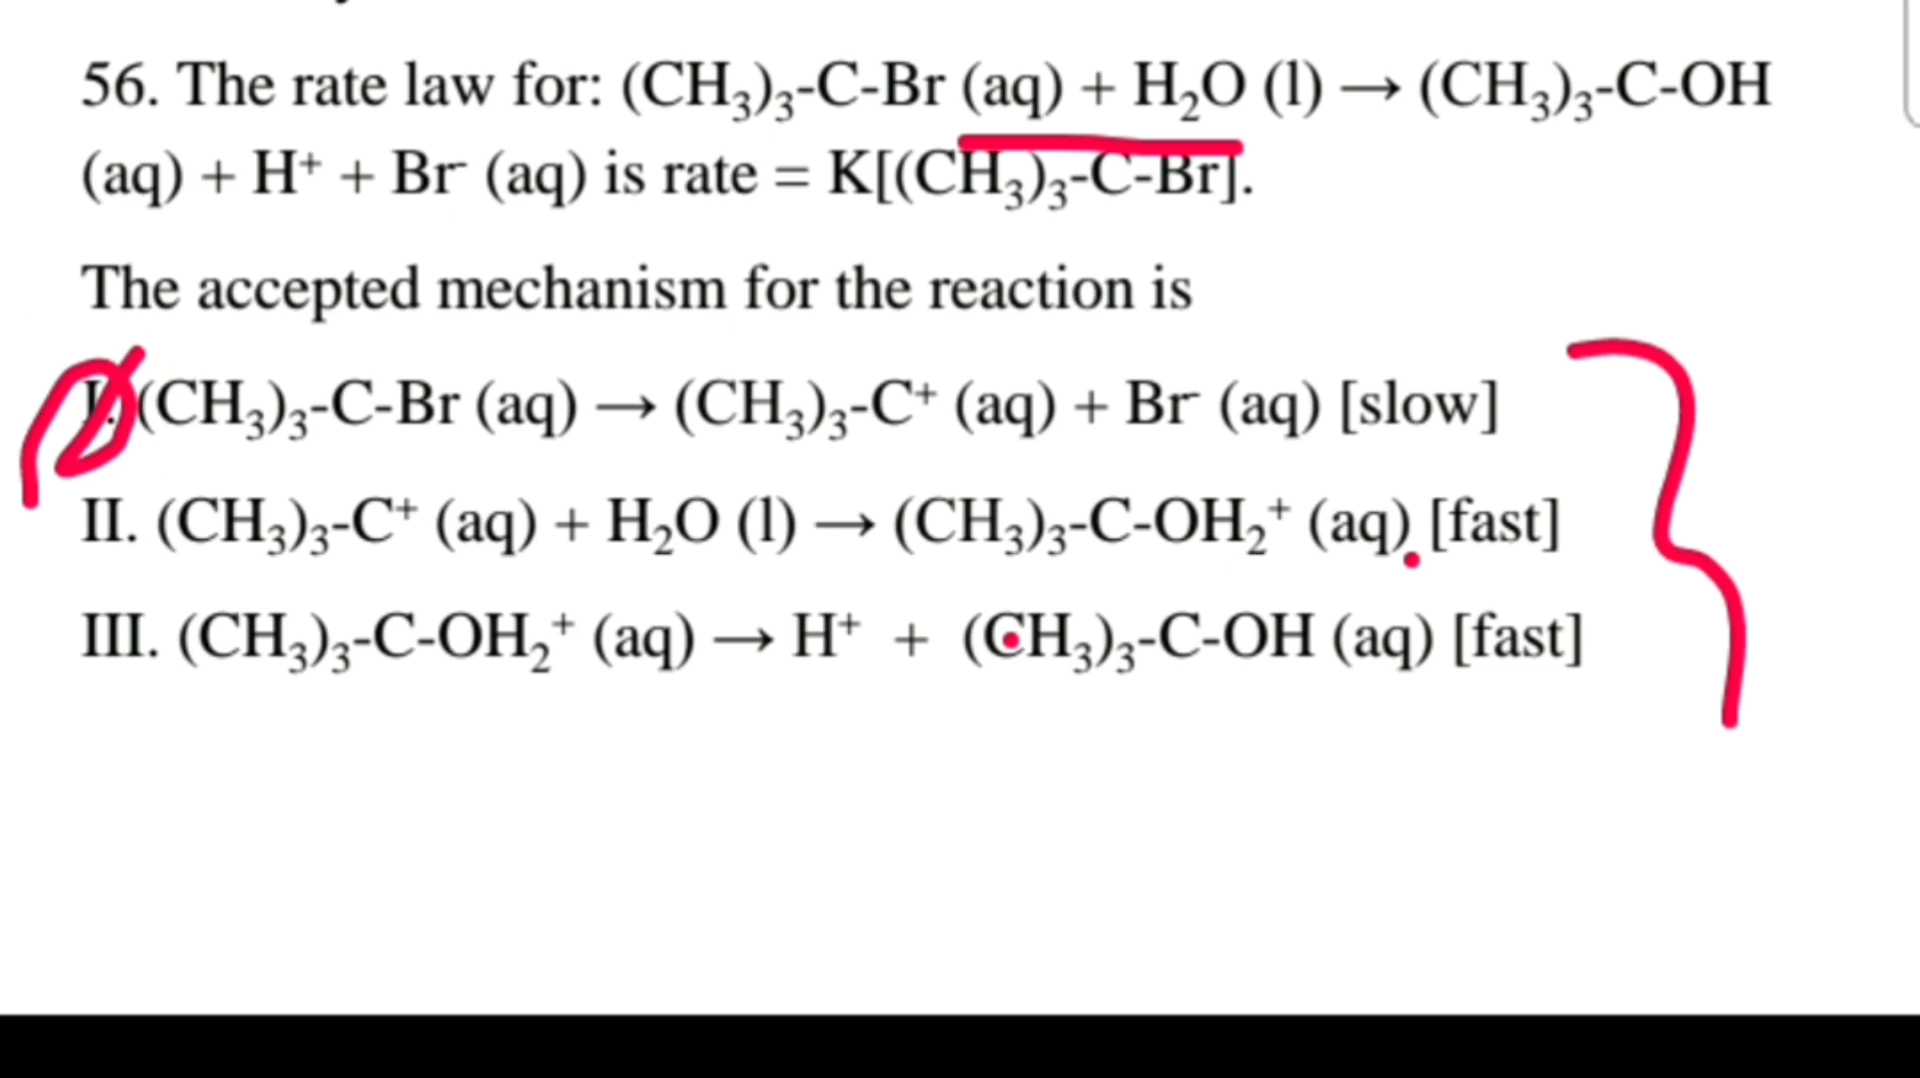 56. The rate law for: (CH₃)₃-C-Br (aq) + H₂O (l) → (CH₃)₃-C-OH
(aq) + H⁺ + Br⁻ (aq) is rate = K[(CH₃)₃-C-Br].
The accepted mechanism for the reaction is
I. (CH₃)₃-C-Br (aq) → (CH₃)₃-C⁺ (aq) + Br⁻ (aq) [slow]
II. (CH₃)₃-C⁺ (aq) + H₂O (l) → (CH₃)₃-C-OH₂⁺ (aq) [fast]
III. (CH₃)₃-C-OH₂⁺ (aq) → H⁺ + (CH₃)₃-C-OH (aq) [fast]